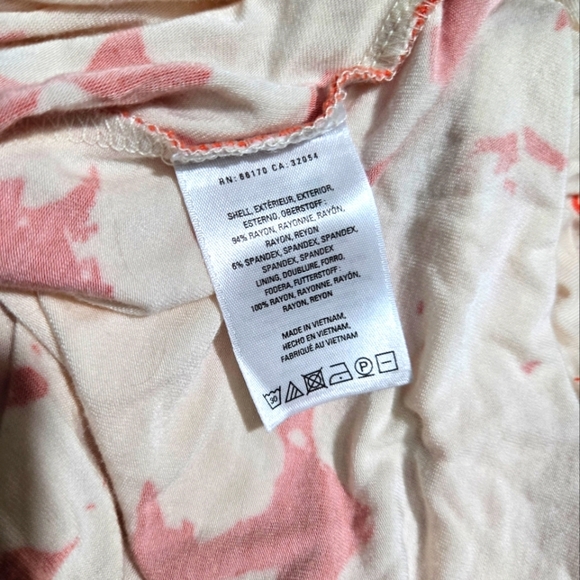 RN: 66170 CA: 32054
SHELL, EXTÉRIEUR, EXTERIOR,
ESTERNO, OBERSTOFF:
94% RAYON, RAYONNE, RAYÓN,
RAYON, REYON
6% SPANDEX, SPANDEX, SPANDEX,
SPANDEX, SPANDEX
LINING, DOUBLURE, FORRO,
FODERA, FUTTERSTOFF:
100% RAYON, RAYONNE, RAYÓN,
RAYON, REYON
MADE IN VIETNAM,
HECHO EN VIETNAM,
FABRIQUÉ AU VIETNAM
30 P